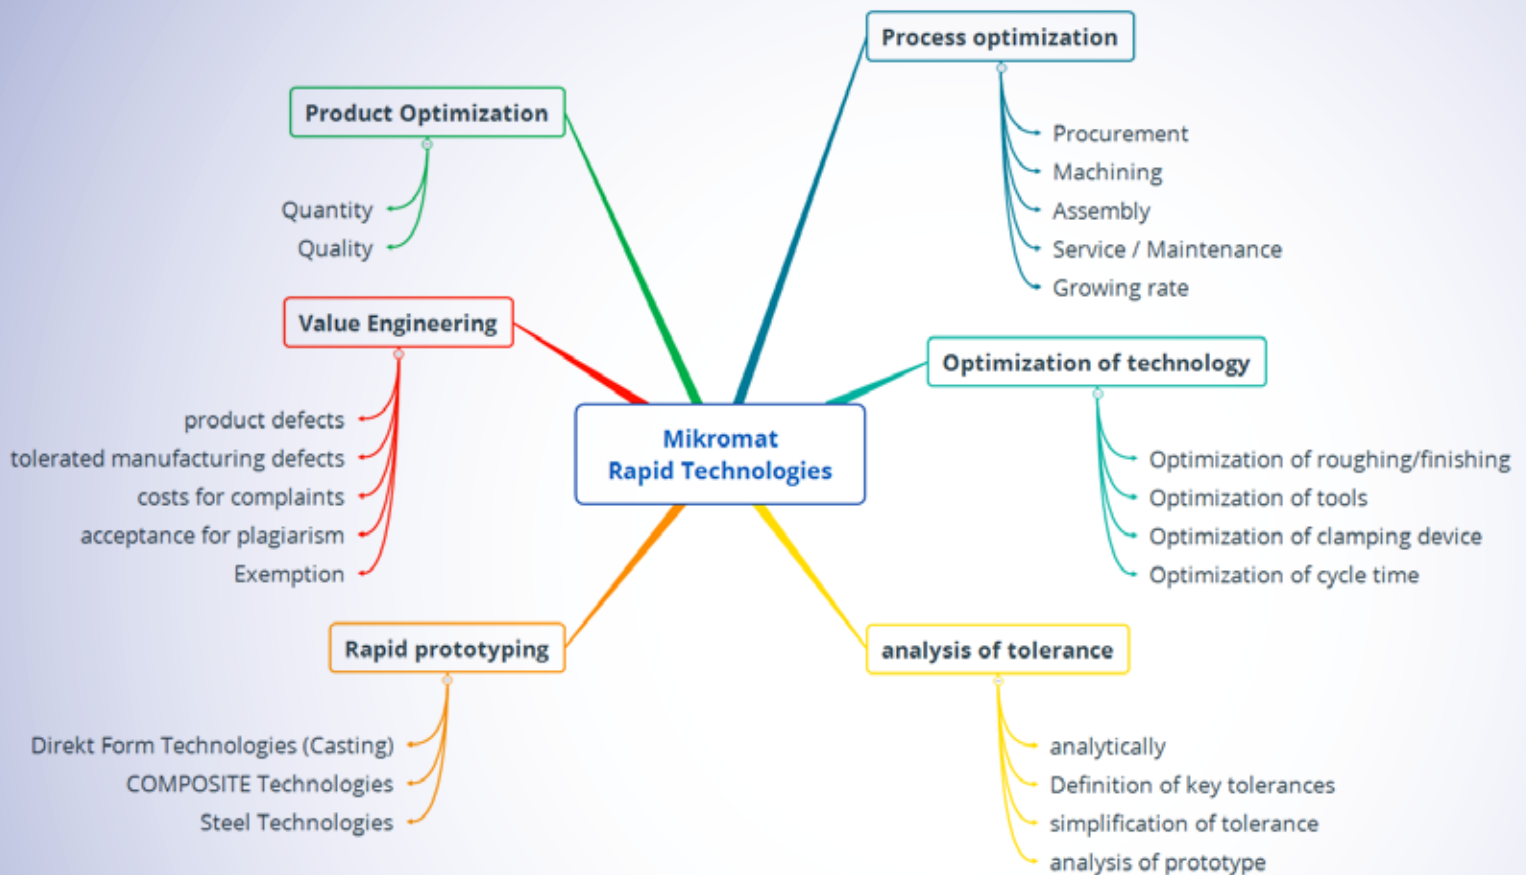 Process optimization
Procurement
Machining
Assembly
Service / Maintenance
Growing rate
Product Optimization
Quantity
Quality
Value Engineering
product defects
tolerated manufacturing defects
costs for complaints
acceptance for plagiarism
Exemption
Optimization of technology
Optimization of roughing/finishing
Optimization of tools
Optimization of clamping device
Optimization of cycle time
Mikromat
Rapid Technologies
Rapid prototyping
Direkt Form Technologies (Casting)
COMPOSITE Technologies
Steel Technologies
analysis of tolerance
analytically
Definition of key tolerances
simplification of tolerance
analysis of prototype